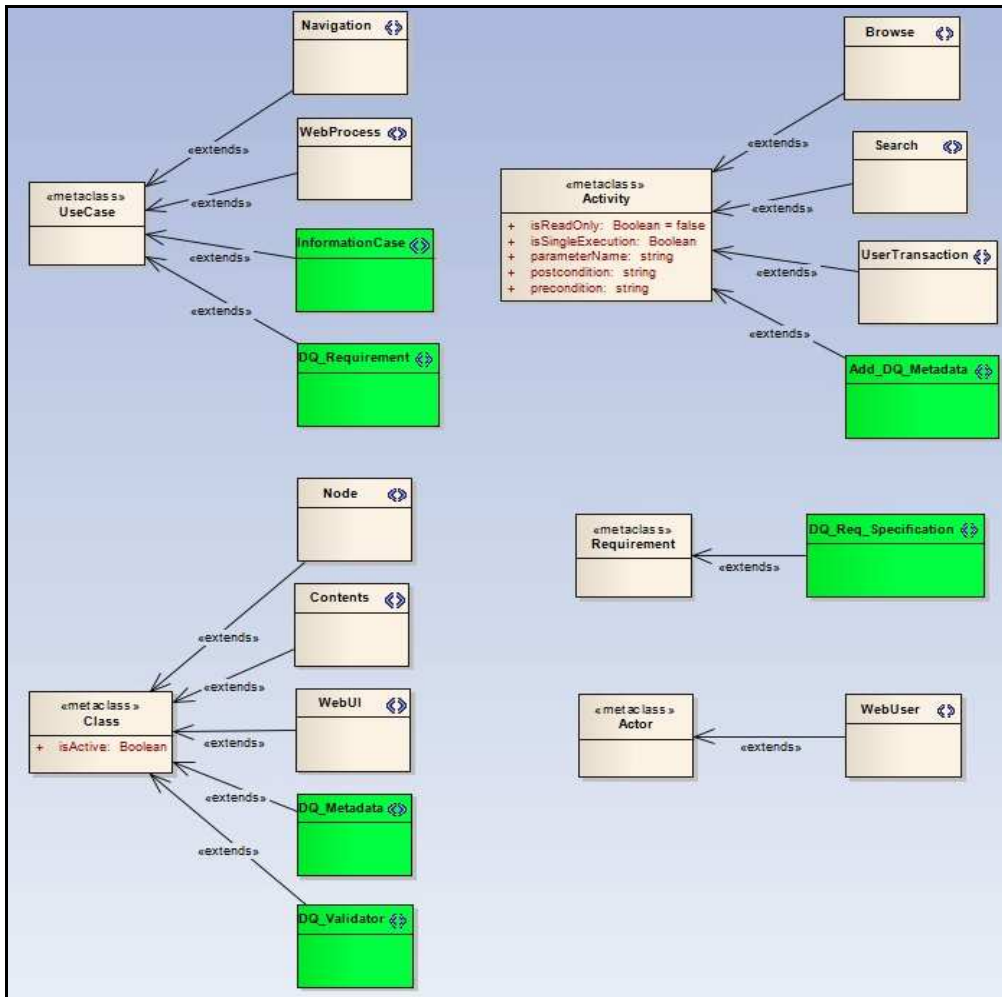 Navigation
«extends»
WebProcess
«metaclass»
UseCase
«extends»
InformationCase
«extends»
«extends»
DQ_Requirement
Browse
«extends»
Search
«metaclass»
Activity
+ isReadOnly: Boolean = false
+ isSingleExecution: Boolean
+ parameterName: string
+ postcondition: string
+ precondition: string
«extends»
UserTransaction
«extends»
«extends»
Add_DQ_Metadata
Node
«extends»
Contents
«extends»
«metaclass»
Class
+ isActive: Boolean
WebUI
«extends»
«extends»
DQ_Metadata
«extends»
DQ_Validator
«metaclass»
Requirement
«extends»
DQ_Req_Specification
«metaclass»
Actor
«extends»
WebUser